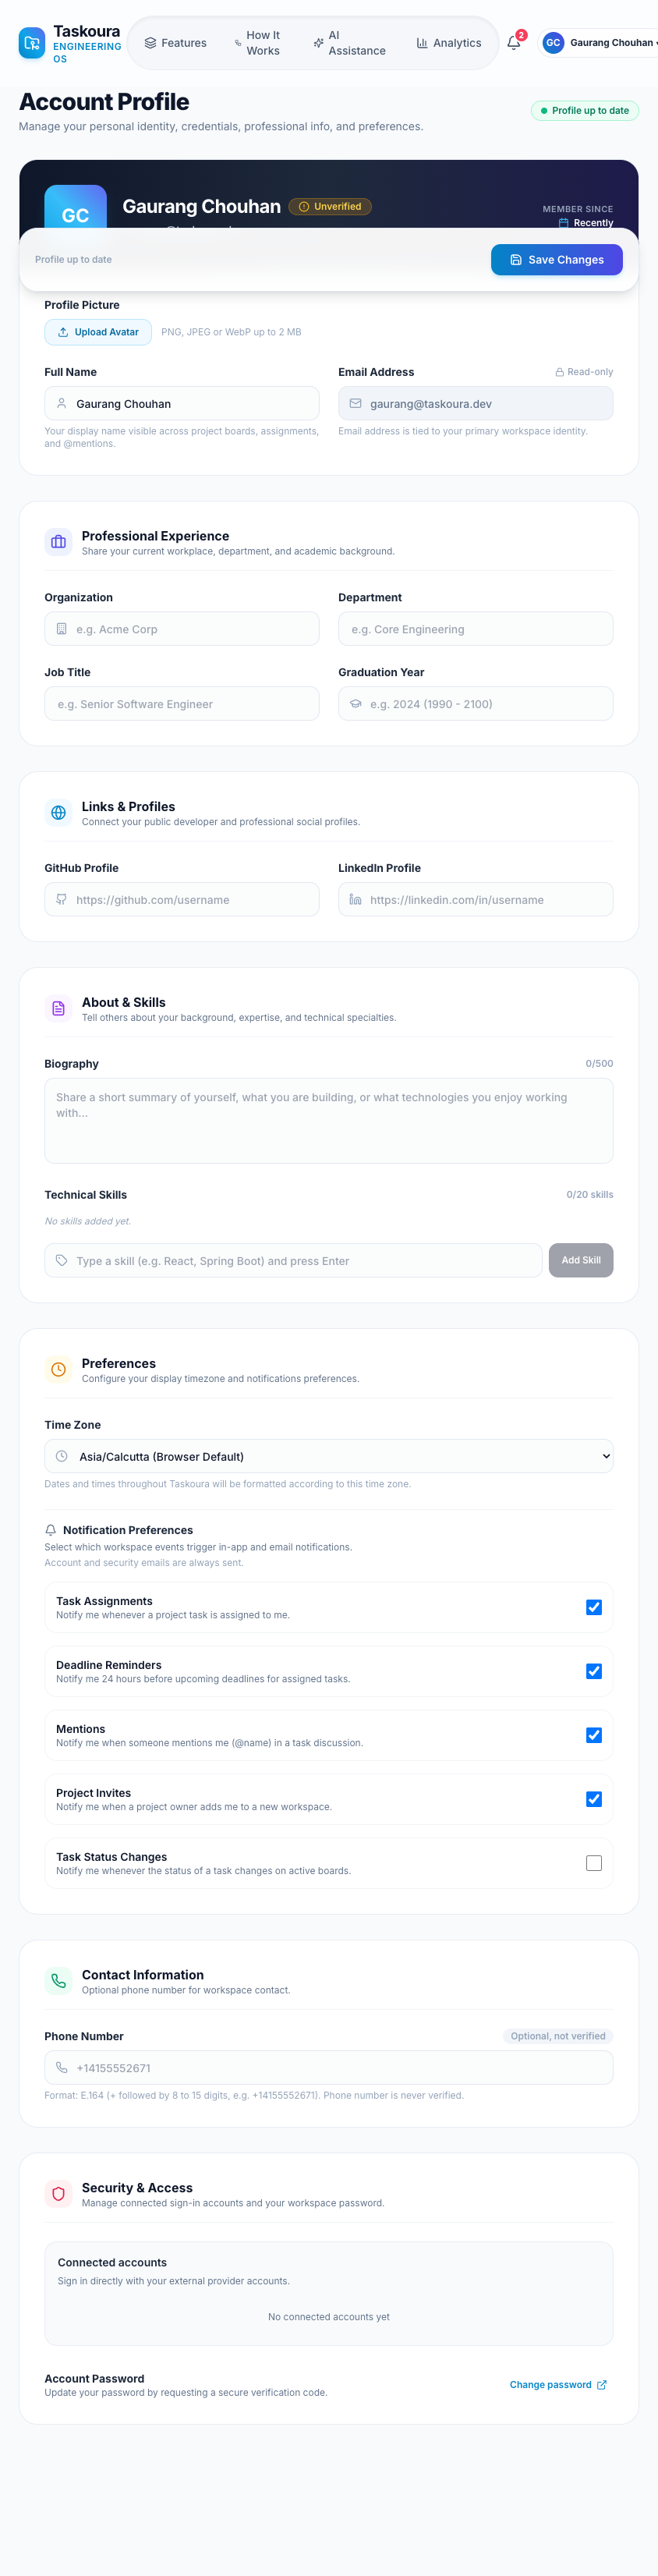 Taskoura
ENGINEERING
OS
Features
How It
Works
AI
Assistance
Analytics
2
GC
Gaurang Chouhan
Account Profile
Manage your personal identity, credentials, professional info, and preferences.
Profile up to date
GC
Gaurang Chouhan
Unverified
MEMBER SINCE
Recently
Profile up to date
Save Changes
Profile Picture
Upload Avatar
PNG, JPEG or WebP up to 2 MB
Full Name
Gaurang Chouhan
Your display name visible across project boards, assignments,
and @mentions.
Email Address
Read-only
gaurang@taskoura.dev
Email address is tied to your primary workspace identity.
Professional Experience
Share your current workplace, department, and academic background.
Organization
e.g. Acme Corp
Department
e.g. Core Engineering
Job Title
e.g. Senior Software Engineer
Graduation Year
e.g. 2024 (1990 - 2100)
Links & Profiles
Connect your public developer and professional social profiles.
GitHub Profile
https://github.com/username
LinkedIn Profile
https://linkedin.com/in/username
About & Skills
Tell others about your background, expertise, and technical specialties.
Biography
0/500
Share a short summary of yourself, what you are building, or what technologies you enjoy working
with...
Technical Skills
0/20 skills
No skills added yet.
Type a skill (e.g. React, Spring Boot) and press Enter
Add Skill
Preferences
Configure your display timezone and notifications preferences.
Time Zone
Asia/Calcutta (Browser Default)
Dates and times throughout Taskoura will be formatted according to this time zone.
Notification Preferences
Select which workspace events trigger in-app and email notifications.
Account and security emails are always sent.
Task Assignments
Notify me whenever a project task is assigned to me.
Deadline Reminders
Notify me 24 hours before upcoming deadlines for assigned tasks.
Mentions
Notify me when someone mentions me (@name) in a task discussion.
Project Invites
Notify me when a project owner adds me to a new workspace.
Task Status Changes
Notify me whenever the status of a task changes on active boards.
Contact Information
Optional phone number for workspace contact.
Phone Number
Optional, not verified
+14155552671
Format: E.164 (+ followed by 8 to 15 digits, e.g. +14155552671). Phone number is never verified.
Security & Access
Manage connected sign-in accounts and your workspace password.
Connected accounts
Sign in directly with your external provider accounts.
No connected accounts yet
Account Password
Update your password by requesting a secure verification code.
Change password